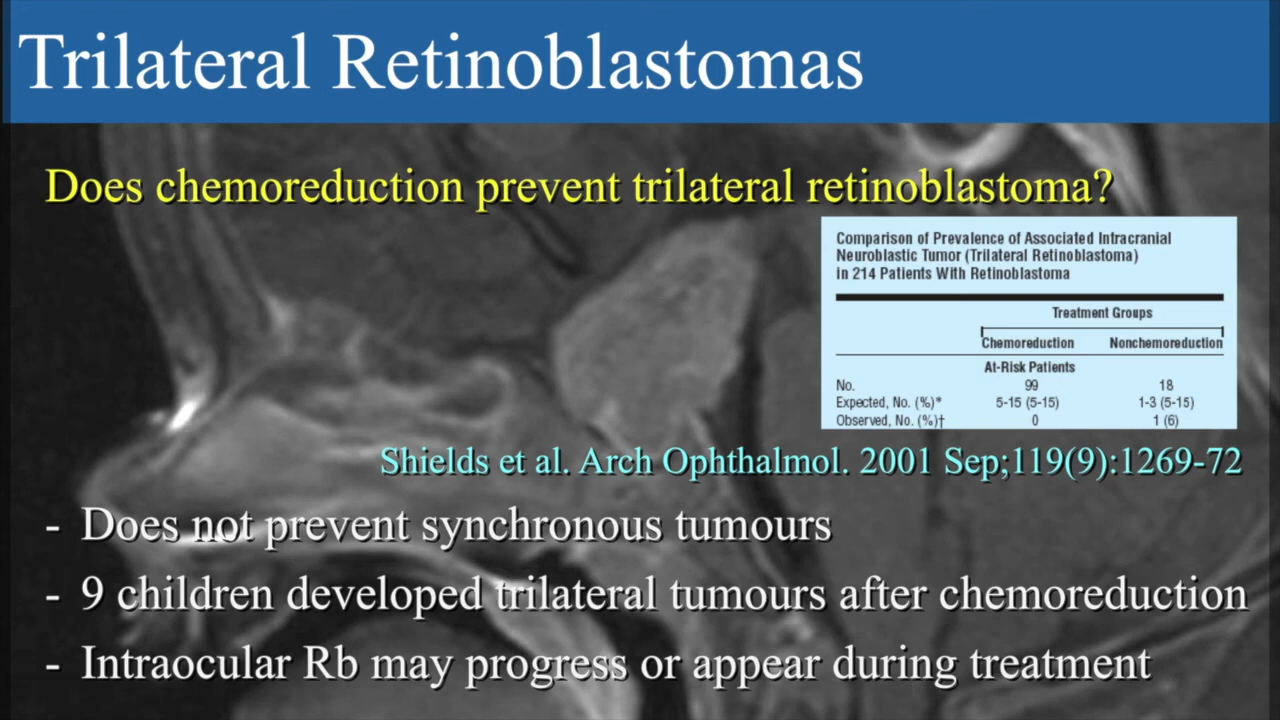 Trilateral Retinoblastomas
Does chemoreduction prevent trilateral retinoblastoma?
Comparison of Prevalence of Associated Intracranial
Neuroblastic Tumor (Trilateral Retinoblastoma)
in 214 Patients With Retinoblastoma
Treatment Groups
Chemoreduction Nonchemoreduction
At-Risk Patients
No. 99 18
Expected, No. (%)* 5-15 (5-15) 1-3 (5-15)
Observed, No. (%)† 0 1 (6)
Shields et al. Arch Ophthalmol. 2001 Sep;119(9):1269-72
- Does not prevent synchronous tumours
- 9 children developed trilateral tumours after chemoreduction
- Intraocular Rb may progress or appear during treatment